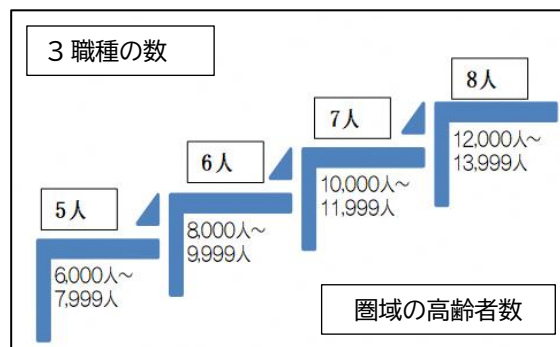 3 職種の数
8人
7人
12,000人～
13,999人
6人
10,000人～
11,999人
5人
8,000人～
9,999人
6,000人～
7,999人
圏域の高齢者数